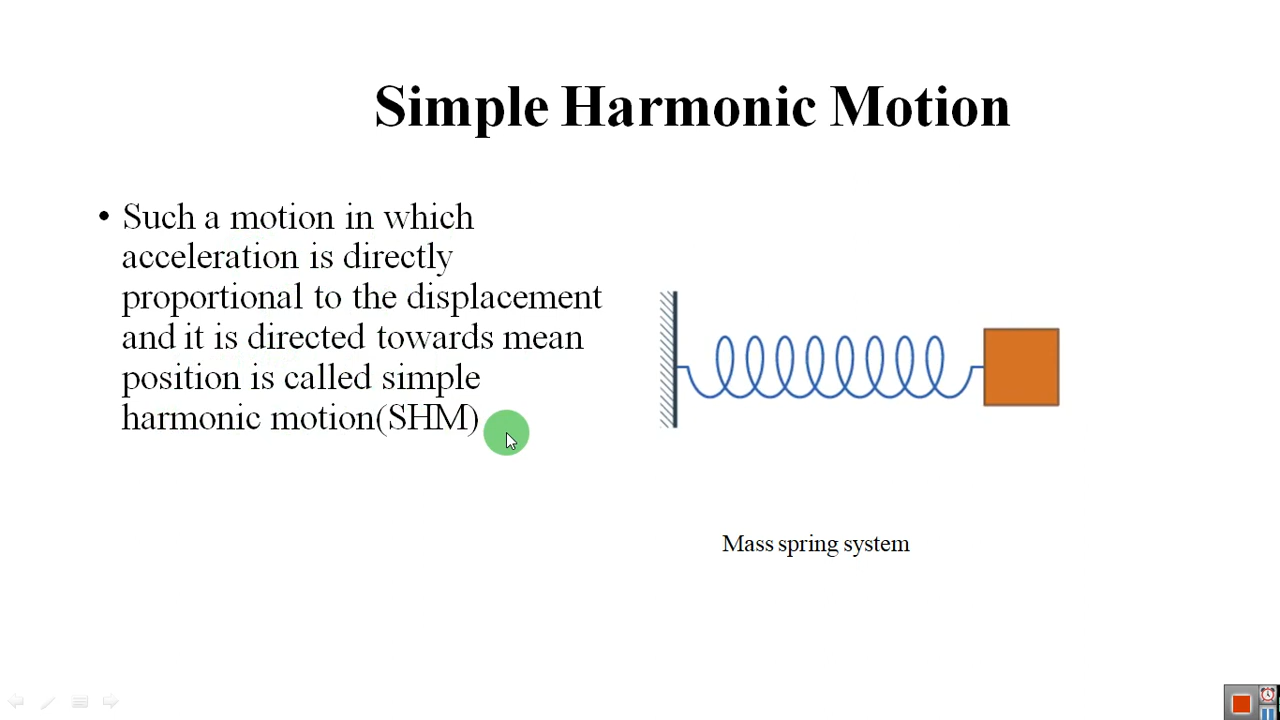 Simple Harmonic Motion
• Such a motion in which
acceleration is directly
proportional to the displacement
and it is directed towards mean
position is called simple
harmonic motion(SHM)
Mass spring system